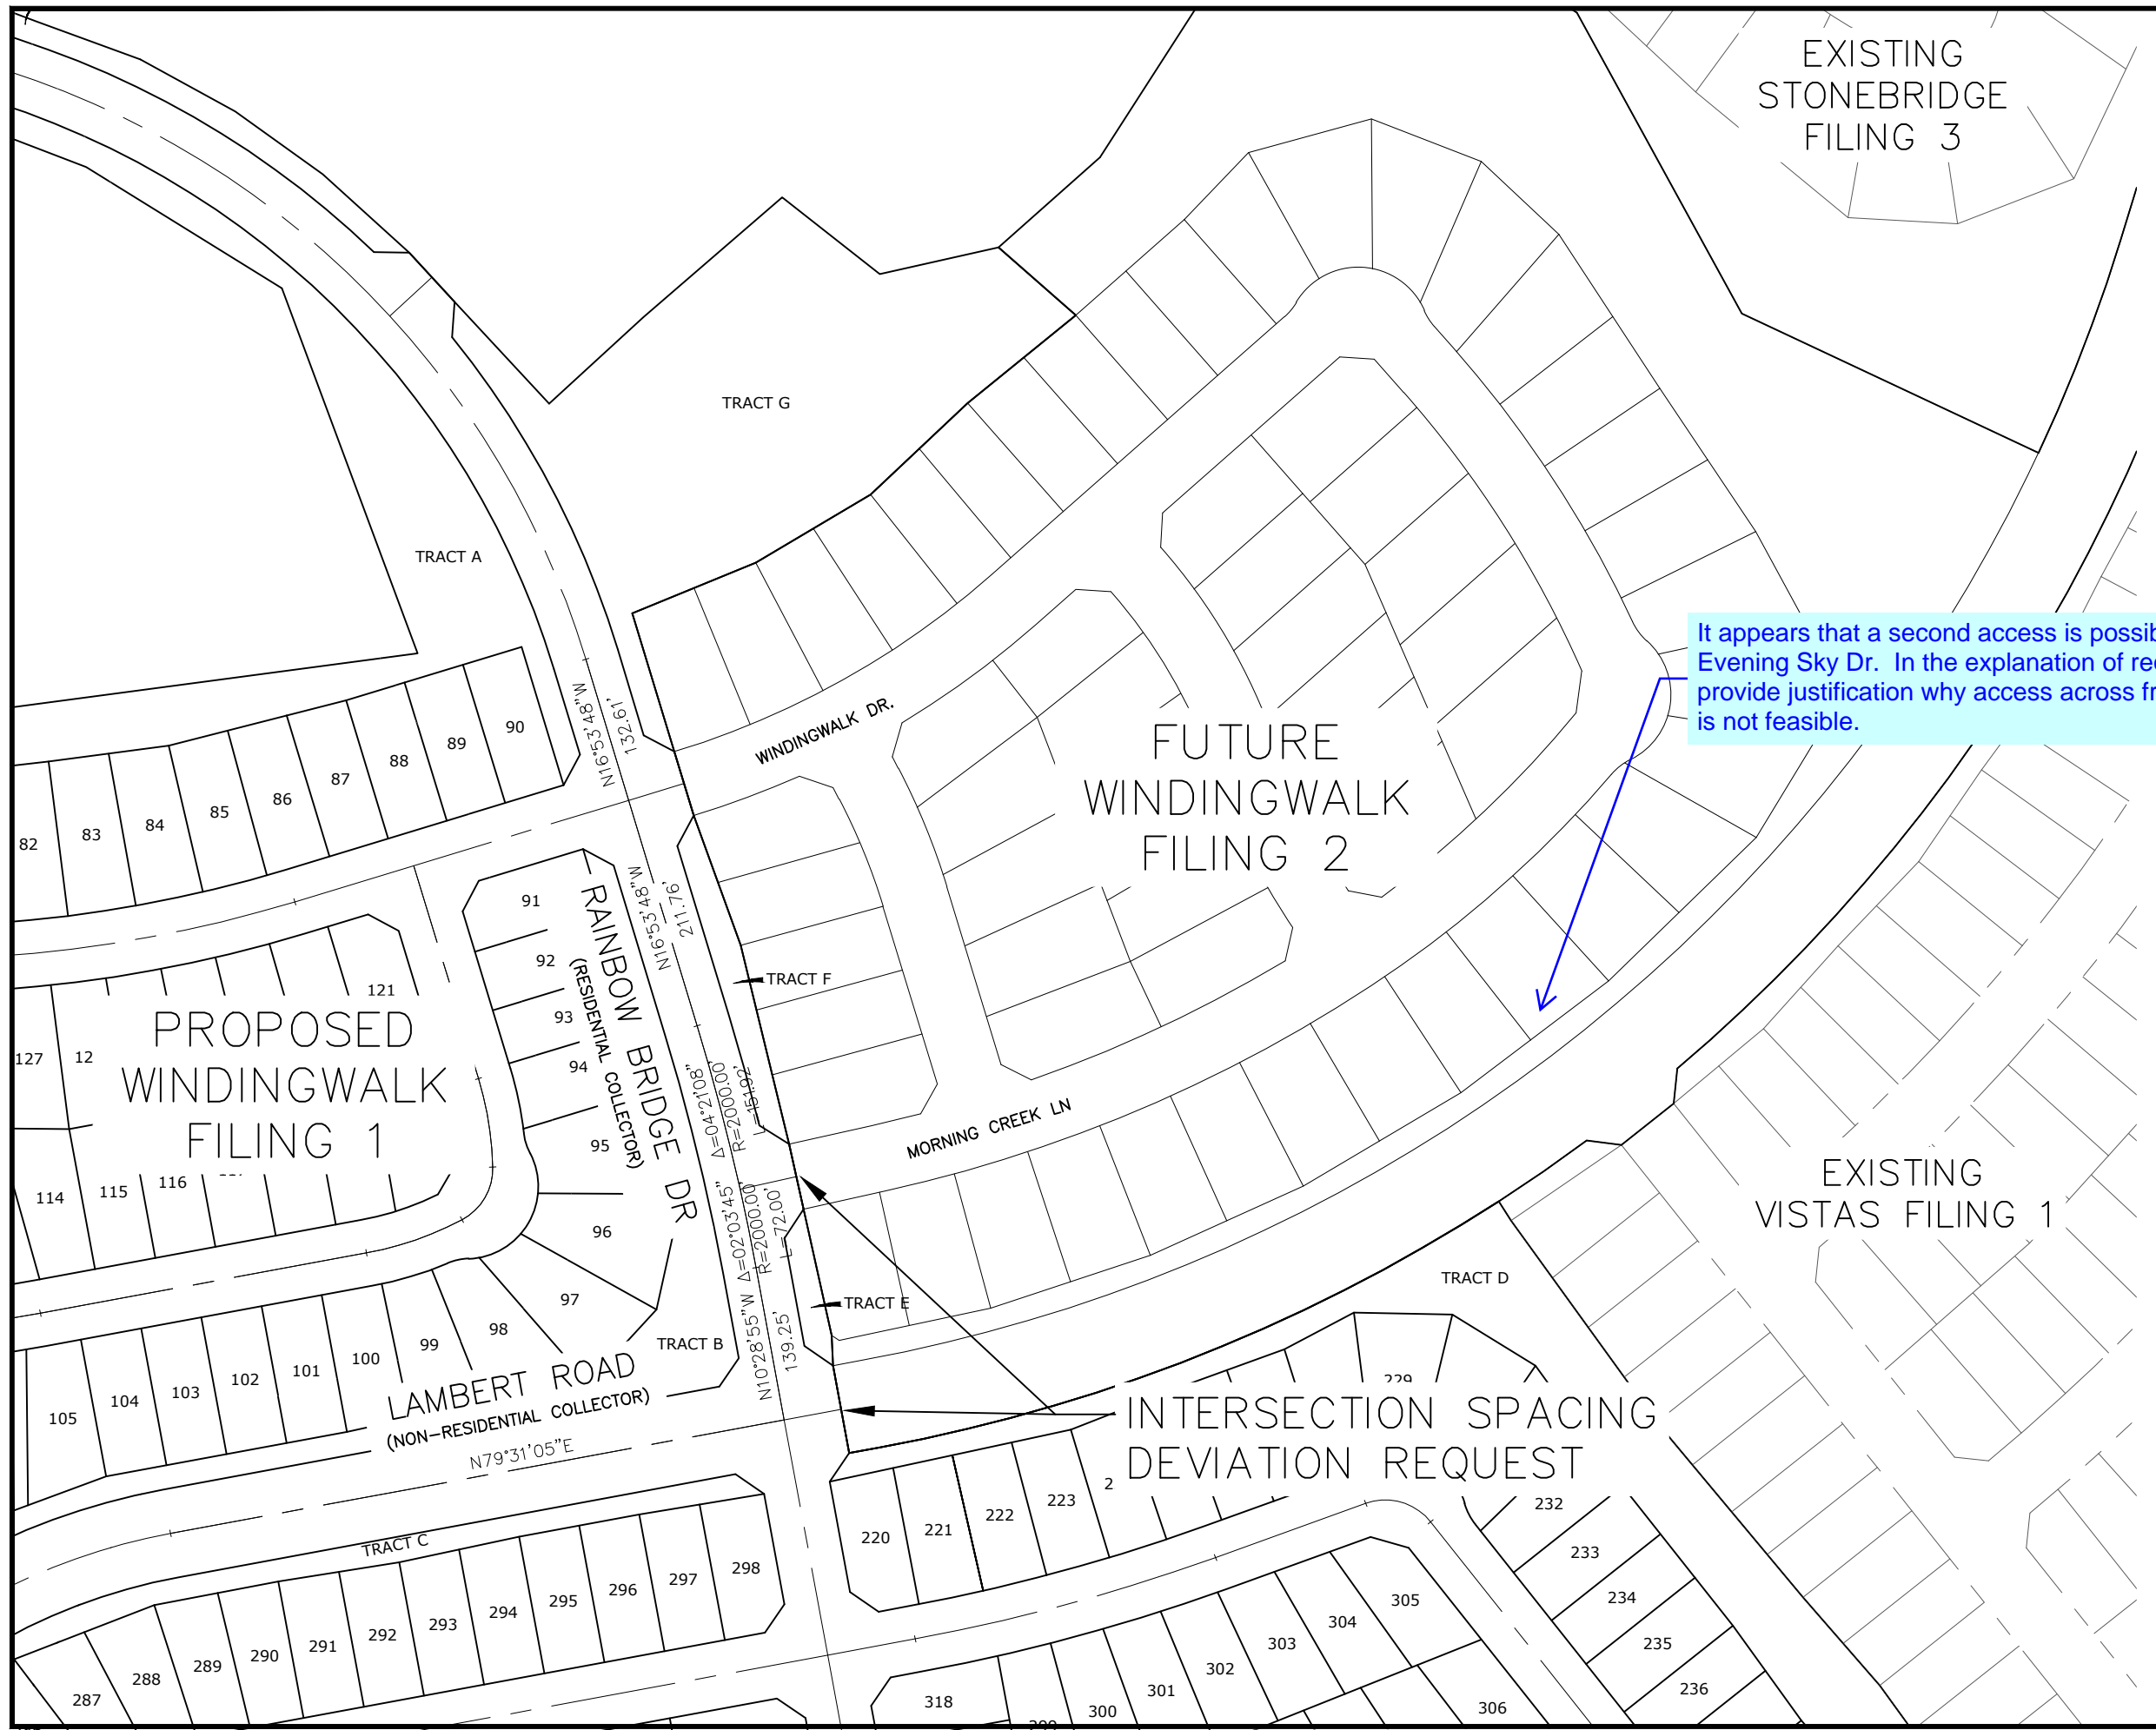 EXISTING
STONEBRIDGE
FILING 3
TRACT G
TRACT A
It appears that a second access is possib
Evening Sky Dr. In the explanation of re
provide justification why access across fr
is not feasible.
WINDINGWALK DR.
FUTURE
WINDINGWALK
FILING 2
N16°53'48"W
132.61'
82
83
84
85
86
87
88
89
90
N16°53'48"W
211.76'
RAINBOW BRIDGE DR
(RESIDENTIAL COLLECTOR)
91
92
93
94
95
96
97
98
99
100
101
102
103
104
105
TRACT F
121
127
12
PROPOSED
WINDINGWALK
FILING 1
114
115
116
Δ=04°21'08"
R=2000.00'
L=151.92'
MORNING CREEK LN
Δ=02°03'45"
R=2000.00'
L=72.00'
EXISTING
VISTAS FILING 1
TRACT D
TRACT E
TRACT B
N10°28'55"W
139.25'
LAMBERT ROAD
(NON-RESIDENTIAL COLLECTOR)
N79°31'05"E
229
INTERSECTION SPACING
DEVIATION REQUEST
TRACT C
220
221
222
223
2
232
233
234
235
236
287
288
289
290
291
292
293
294
295
296
297
298
318
300
301
302
303
304
305
306